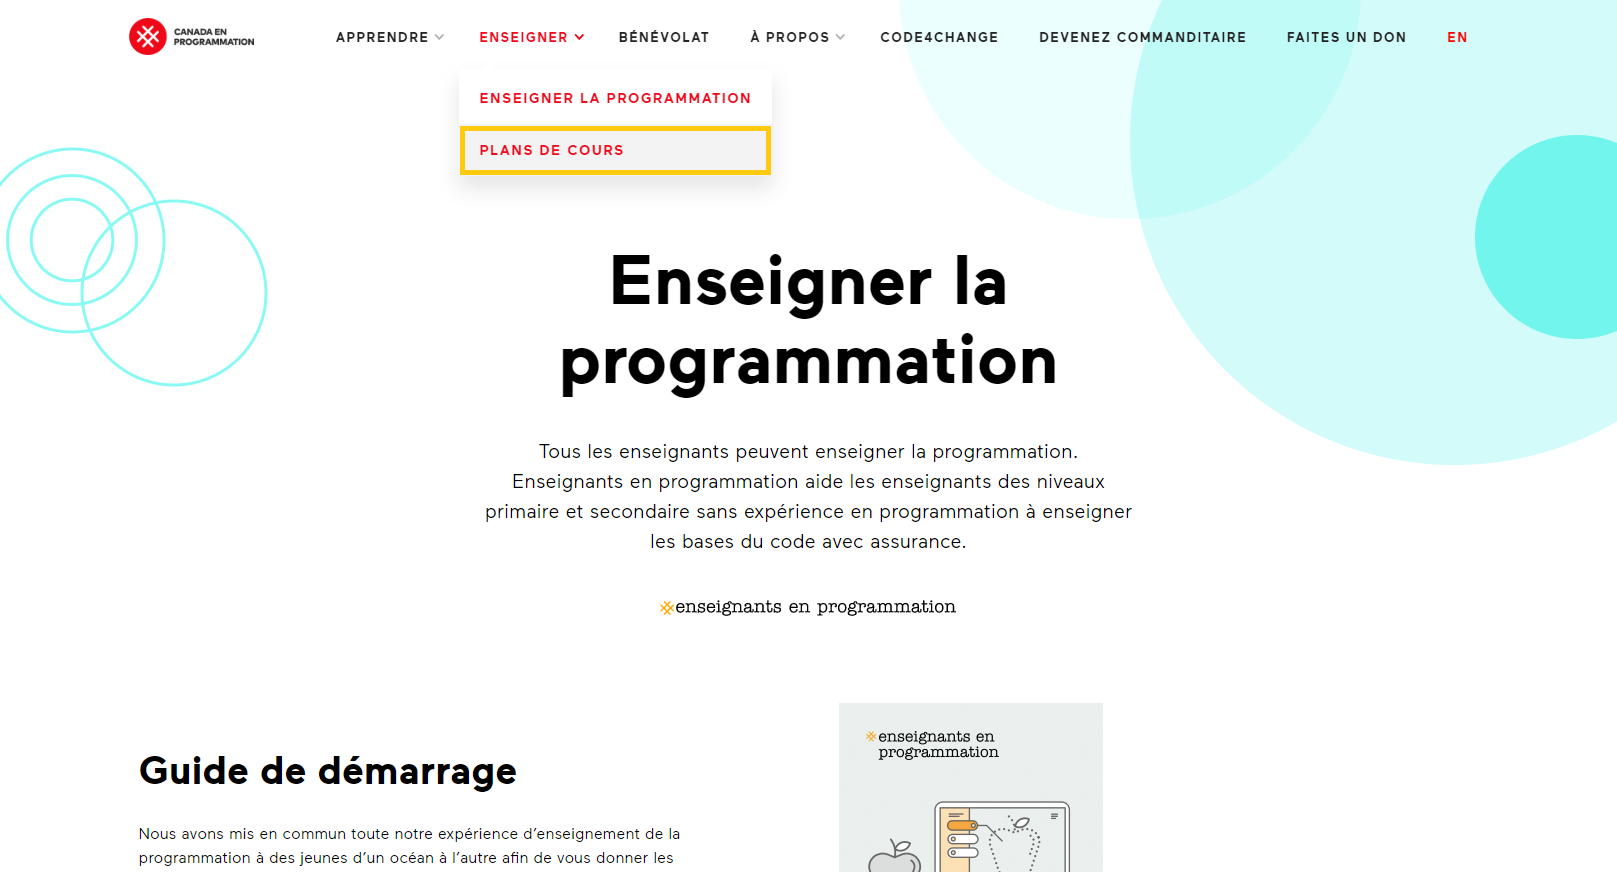 CANADA EN
PROGRAMMATION
APPRENDRE
ENSEIGNER
BÉNÉVOLAT
À PROPOS
CODE4CHANGE
DEVENEZ COMMANDITAIRE
FAITES UN DON
EN
ENSEIGNER LA PROGRAMMATION
PLANS DE COURS
Enseigner la
programmation
Tous les enseignants peuvent enseigner la programmation.
Enseignants en programmation aide les enseignants des niveaux
primaire et secondaire sans expérience en programmation à enseigner
les bases du code avec assurance.
enseignants en programmation
Guide de démarrage
Nous avons mis en commun toute notre expérience d’enseignement de la
programmation à des jeunes d’un océan à l’autre afin de vous donner les
enseignants en
programmation